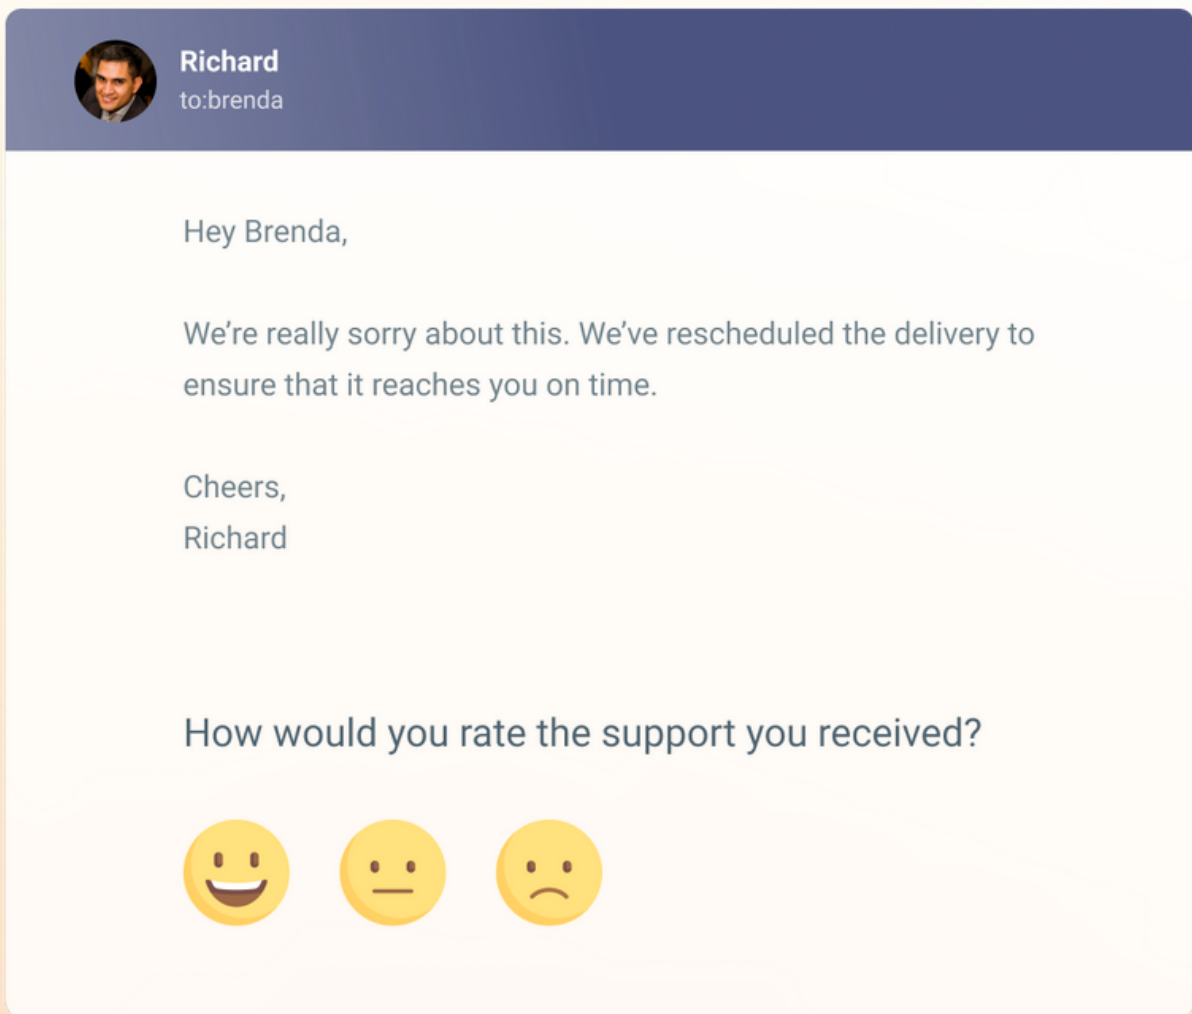 Richard
to:brenda
Hey Brenda,
We’re really sorry about this. We’ve rescheduled the delivery to
ensure that it reaches you on time.
Cheers,
Richard
How would you rate the support you received?